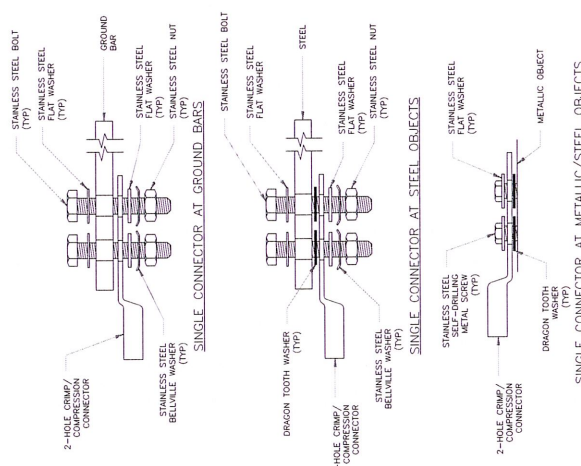 STAINLESS STEEL BOLT
(TYP)
STAINLESS STEEL
FLAT WASHER
(TYP)
GROUND
BAR
STAINLESS STEEL
FLAT WASHER
(TYP)
STAINLESS STEEL NUT
(TYP)
2-HOLE CRIMP/
COMPRESSION
CONNECTOR
STAINLESS STEEL
BELLVILLE WASHER
(TYP)
SINGLE CONNECTOR AT GROUND BARS
STAINLESS STEEL BOLT
(TYP)
STAINLESS STEEL
FLAT WASHER
(TYP)
STEEL
STAINLESS STEEL
FLAT WASHER
(TYP)
STAINLESS STEEL NUT
(TYP)
DRAGON TOOTH WASHER
(TYP)
-HOLE CRIMP/
COMPRESSION
CONNECTOR
STAINLESS STEEL
BELLVILLE WASHER
(TYP)
SINGLE CONNECTOR AT STEEL OBJECTS
STAINLESS STEEL
SELF-DRILLING
METAL SCREW
(TYP)
STAINLESS STEEL
FLAT WASHER
(TYP)
2-HOLE CRIMP/
COMPRESSION
CONNECTOR
DRAGON TOOTH
WASHER
(TYP)
METALLIC OBJECT
SINGLE CONNECTOR AT METALLIC/STEEL OBJECTS